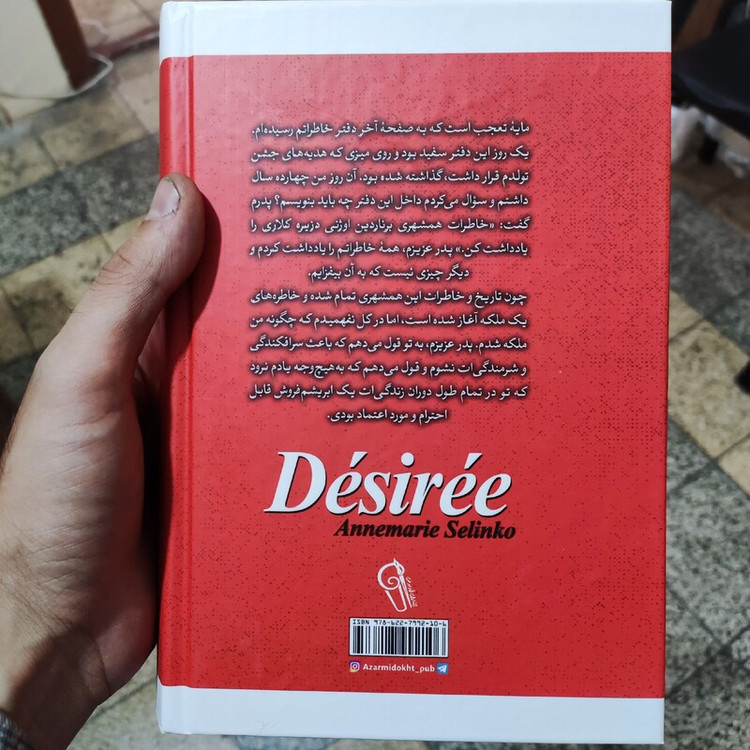 مایهٔ تعجب است که به صفحهٔ آخر دفتر خاطراتم رسیده‌ام.
یک روز این دفتر سفید بود و روی میزی که هدیه‌های جشن
تولدم قرار داشت، گذاشته شده بود. آن روز من چهارده سال
داشتم و سؤال می‌کردم داخل این دفتر چه باید بنویسم؟ پدرم
گفت: «خاطرات همشهری برناردین اوژنی دزیره کلاری را
یادداشت کن.» پدر عزیزم، همهٔ خاطراتم را یادداشت کردم و
دیگر چیزی نیست که به آن بیفزایم.
چون تاریخ و خاطرات این همشهری تمام شده و خاطره‌های
یک ملکه آغاز شده است، اما در کل نفهمیدم که چگونه من
ملکه شدم. پدر عزیزم، به تو قول می‌دهم که باعث سرافکندگی
و شرمندگی‌ات نشوم و قول می‌دهم که به‌هیچ‌وجه یادم نرود
که تو در تمام طول دوران زندگی‌ات یک ابریشم‌فروش قابل
احترام و مورد اعتماد بودی.
Désirée
Annemarie Selinko
ISBN 978-622-7992-10-6
Azarmidokht_pub